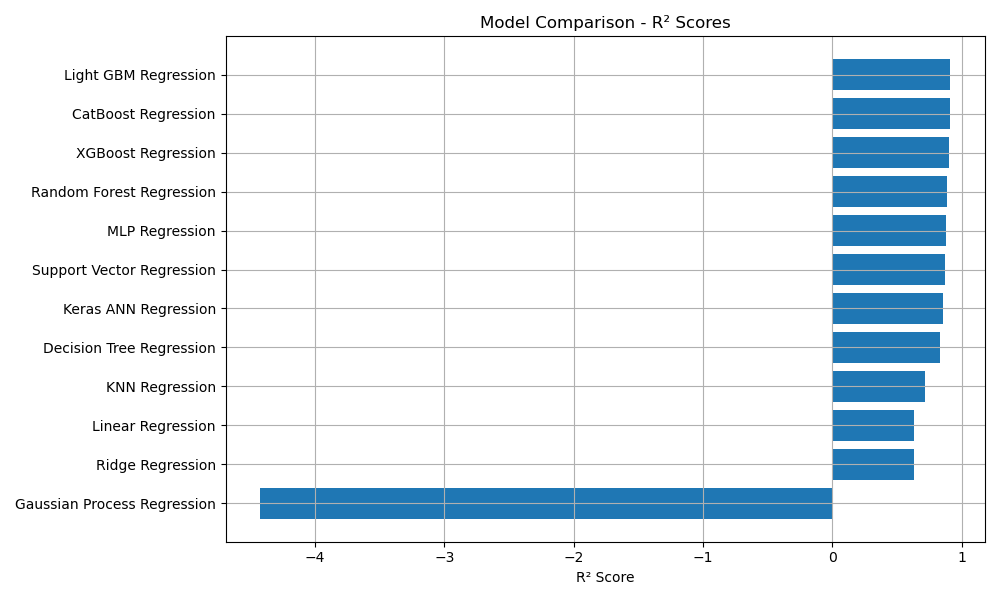 Model Comparison - R² Scores
Light GBM Regression
CatBoost Regression
XGBoost Regression
Random Forest Regression
MLP Regression
Support Vector Regression
Keras ANN Regression
Decision Tree Regression
KNN Regression
Linear Regression
Ridge Regression
Gaussian Process Regression
−4 −3 −2 −1 0 1
R² Score